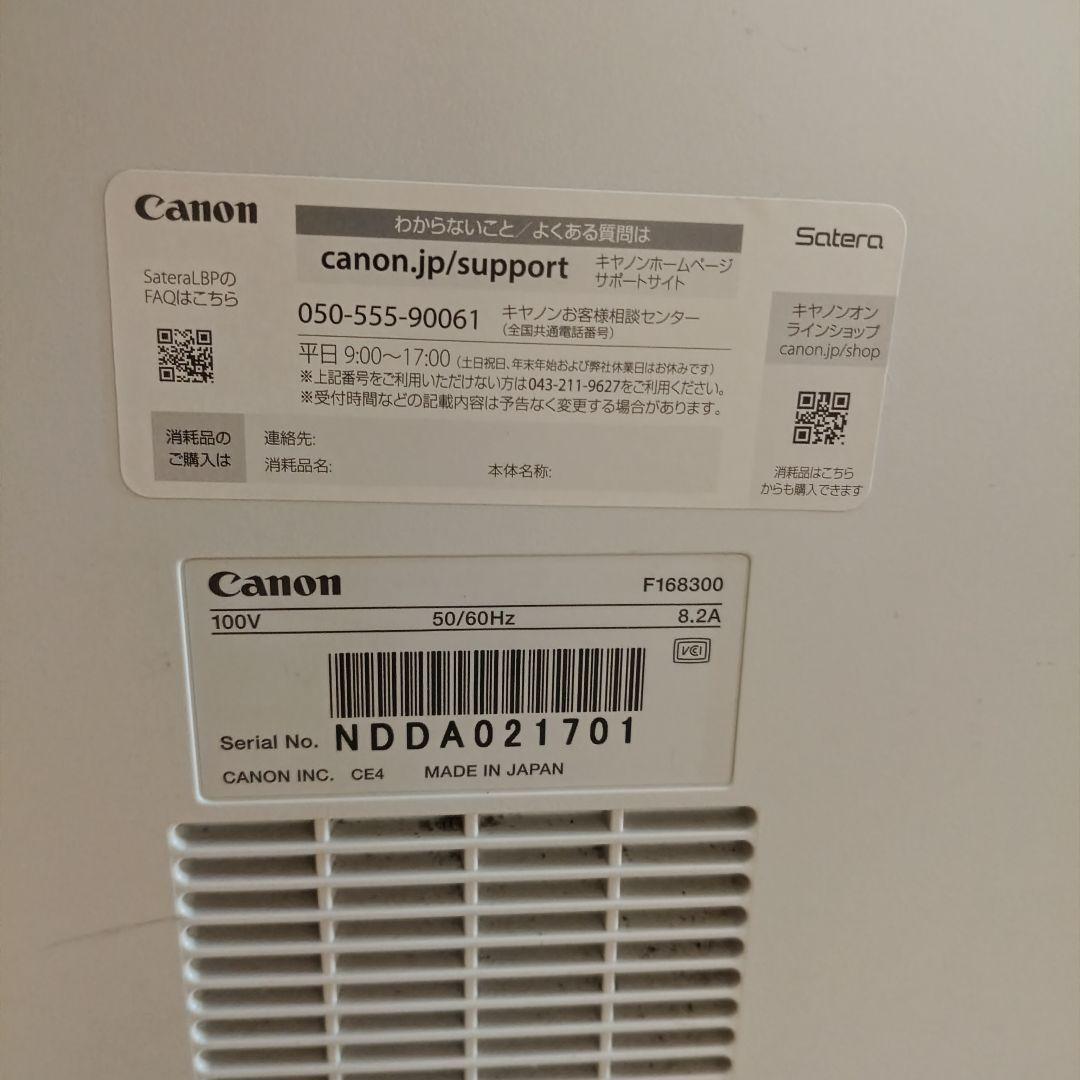 Canon
わからないこと／よくある質問は
Satera
canon.jp/support
キヤノンホームページ
サポートサイト
SateraLBPの
FAQはこちら
050-555-90061
キヤノンお客様相談センター
(全国共通電話番号)
平日 9:00〜17:00 (土日祝日、年末年始および弊社休業日はお休みです)
※上記番号をご利用いただけない方は043-211-9627をご利用ください。
※受付時間などの記載内容は予告なく変更する場合があります。
キヤノンオン
ラインショップ
canon.jp/shop
消耗品の
ご購入は
連絡先:
消耗品名:
本体名称:
消耗品はこちら
からも購入できます
Canon
F168300
100V 50/60Hz 8.2A
VCI
Serial No. NDDA021701
CANON INC. CE4 MADE IN JAPAN